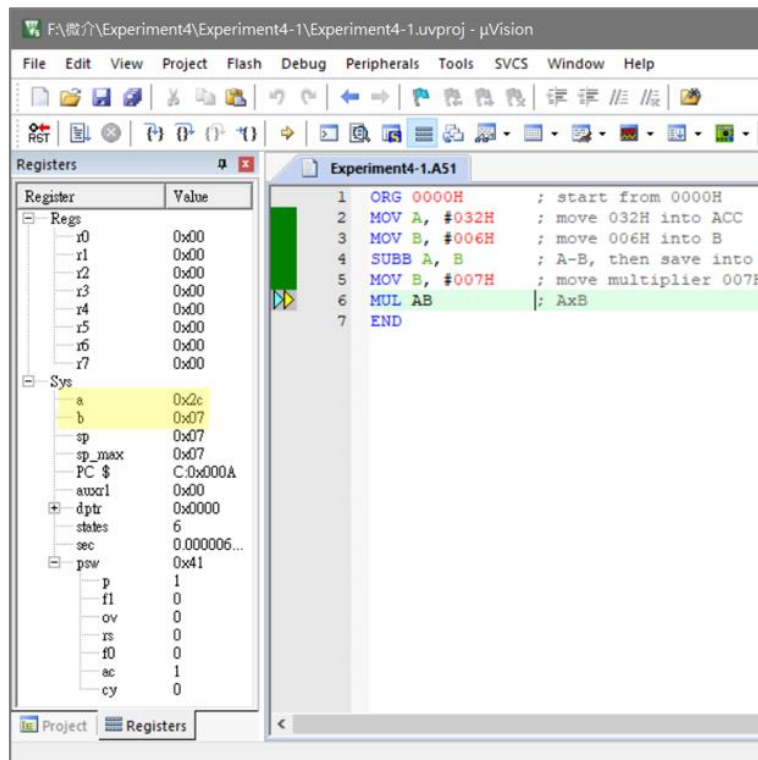 F:\微介\Experiment4\Experiment4-1\Experiment4-1.uvproj - µVision
File Edit View Project Flash Debug Peripherals Tools SVCS Window Help
RST
Registers
Register Value
Regs
r0 0x00
r1 0x00
r2 0x00
r3 0x00
r4 0x00
r5 0x00
r6 0x00
r7 0x00
Sys
a 0x2c
b 0x07
sp 0x07
sp_max 0x07
PC $ C:0x000A
auxr1 0x00
dptr 0x0000
states 6
sec 0.000006...
psw 0x41
p 1
f1 0
ov 0
rs 0
f0 0
ac 1
cy 0
Project Registers
Experiment4-1.A51
1 ORG 0000H ; start from 0000H
2 MOV A, #032H ; move 032H into ACC
3 MOV B, #006H ; move 006H into B
4 SUBB A, B ; A-B, then save into
5 MOV B, #007H ; move multiplier 007H
6 MUL AB ; AxB
7 END